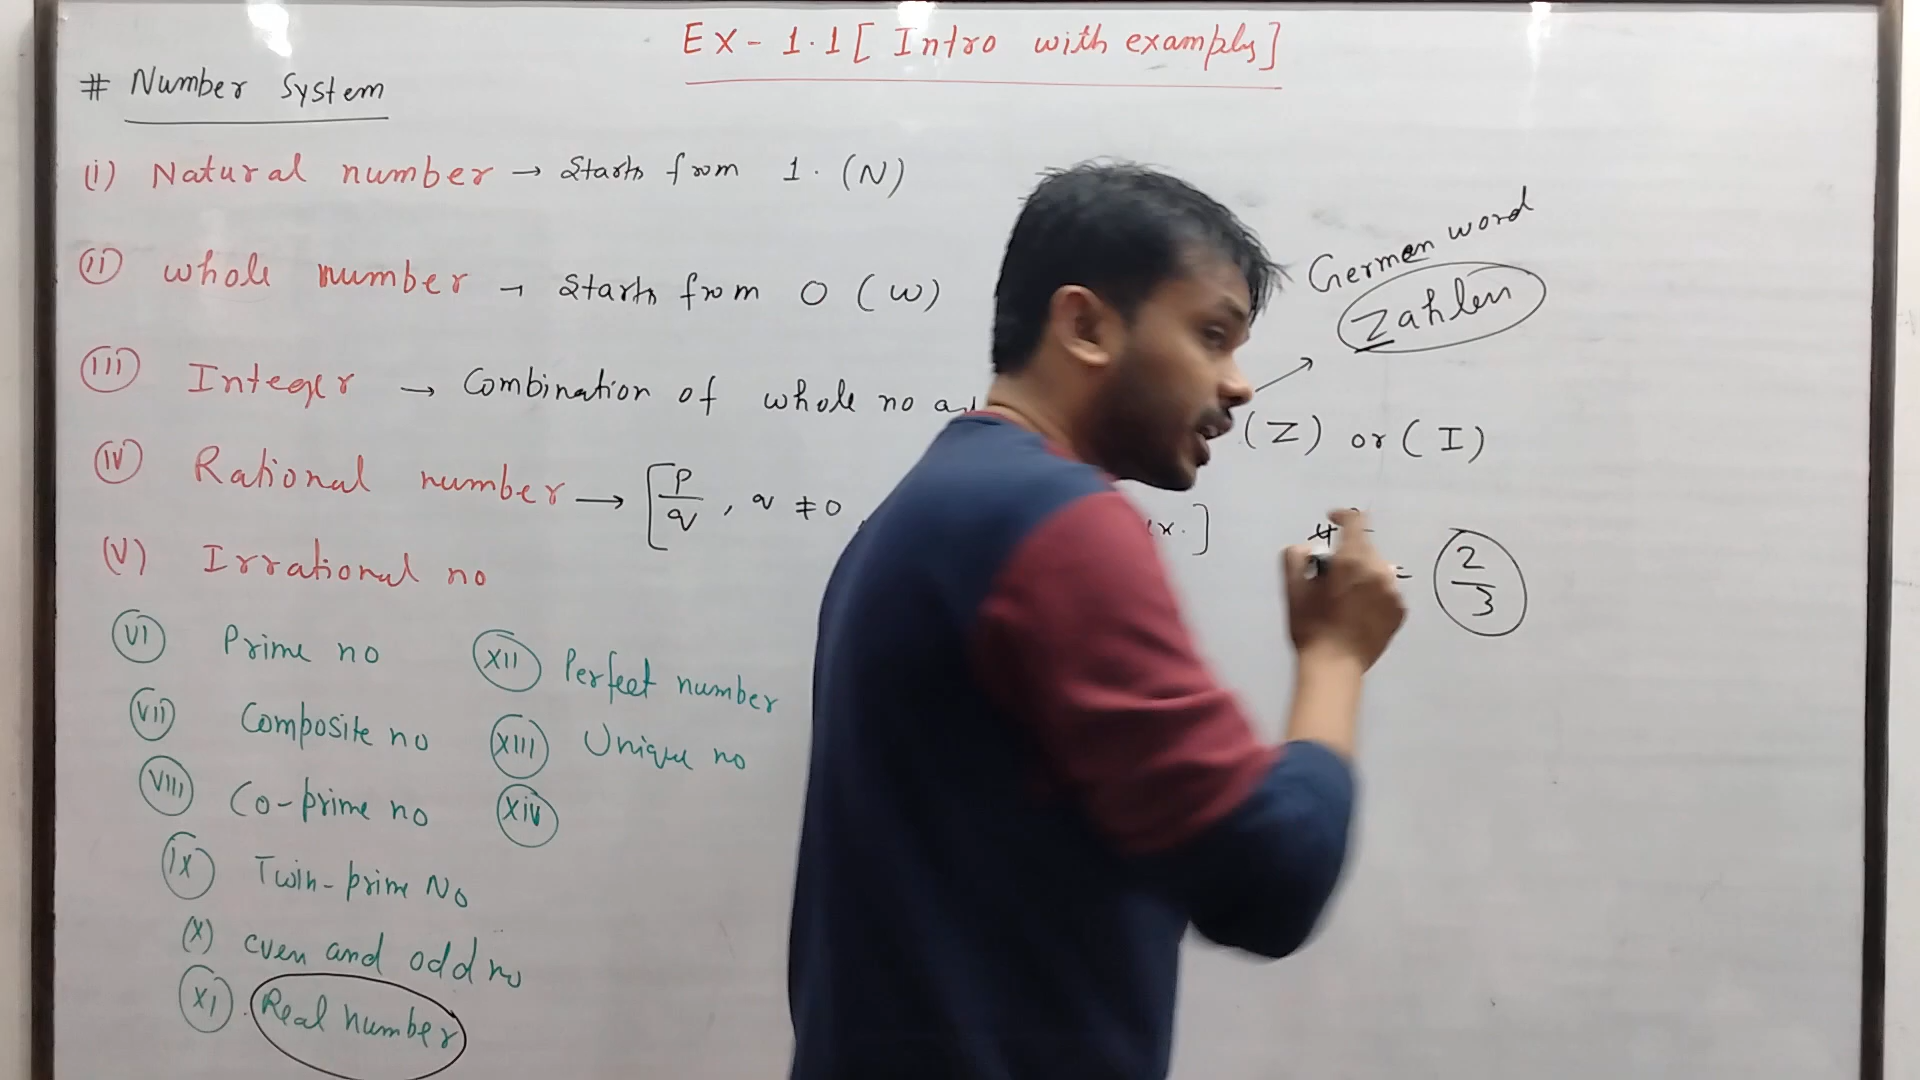 Ex-1.1 [Intro with examples]
# Number System
(i) Natural number → Starts from 1. (N)
(ii) whole number → Starts from 0 (W)
German word
Zahlen
(iii) Integer → Combination of whole no
(Z) or (I)
(iv) Rational number → [p/q, q ≠ 0
]
= 2/3
(v) Irrational no
(vi) Prime no
(vii) Composite no
(viii) Co-prime no
(ix) Twin-prime No
(x) even and odd no
(xi) Real number
(xii) Perfect number
(xiii) Unique no
(xiv)